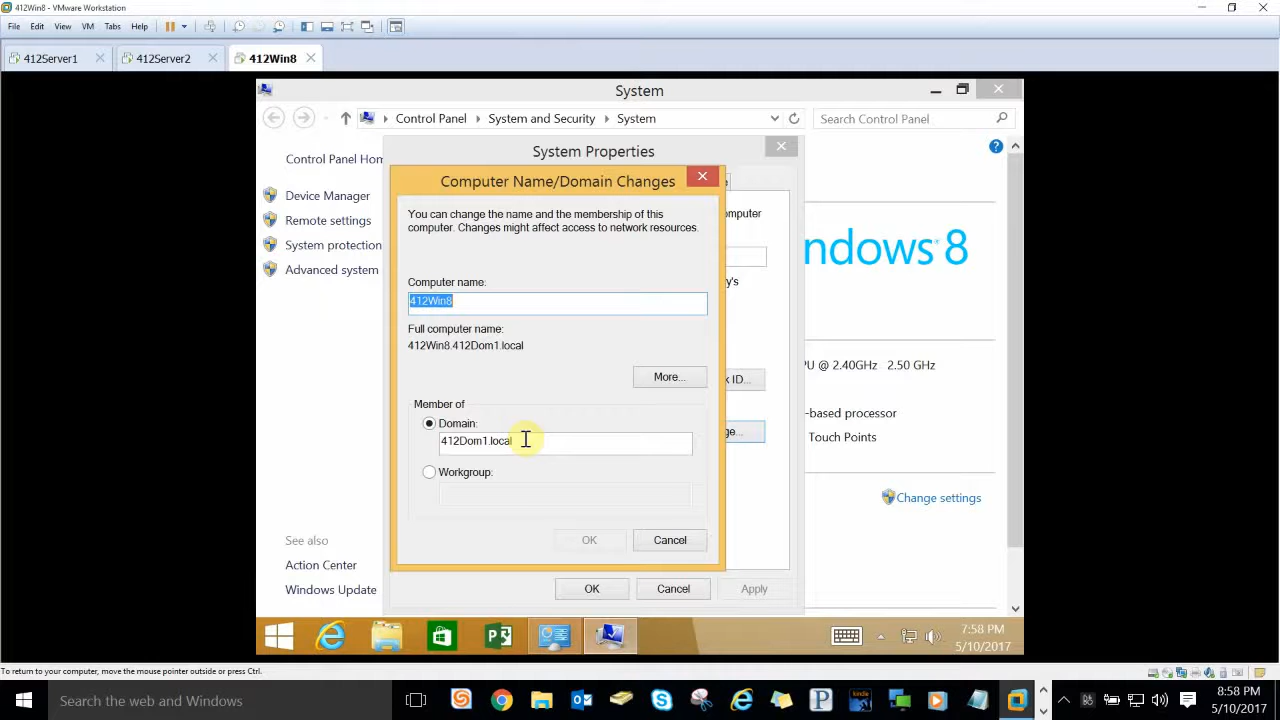 412Win8 - VMware Workstation
File Edit View VM Tabs Help
412Server1 412Server2 412Win8
System
Control Panel System and Security System Search Control Panel
Control Panel Hom
Device Manager
Remote settings
System protection
Advanced system
See also
Action Center
Windows Update
System Properties
Computer Name/Domain Changes
You can change the name and the membership of this
computer. Changes might affect access to network resources.
Computer name:
412Win8
Full computer name:
412Win8.412Dom1.local
More...
Member of
Domain:
412Dom1.local
Workgroup:
OK Cancel
OK Cancel Apply
omputer
y's
ID...
ge...
ndows 8
PU @ 2.40GHz 2.50 GHz
-based processor
Touch Points
Change settings
7:58 PM
5/10/2017
To return to your computer, move the mouse pointer outside or press Ctrl.
Search the web and Windows
8:58 PM
5/10/2017